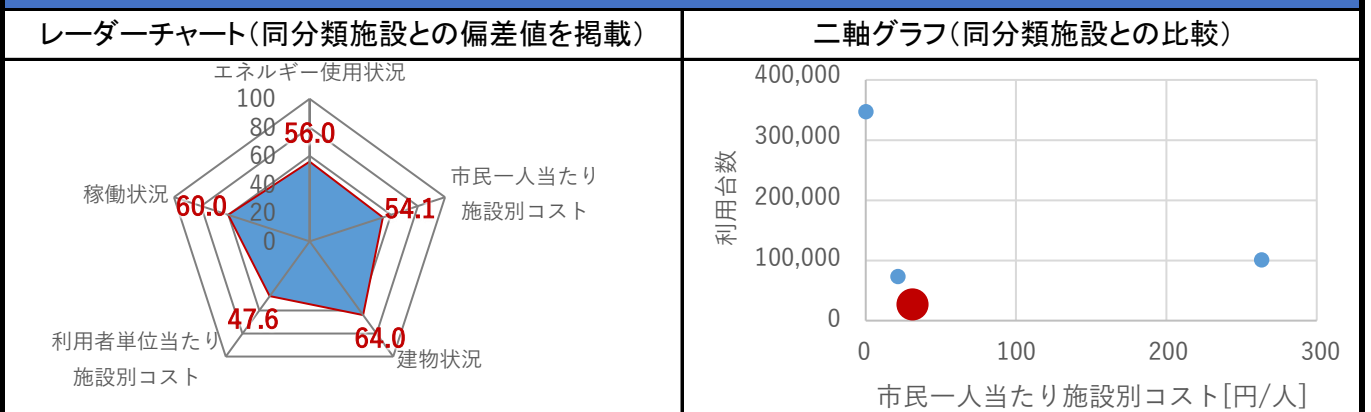 レーダーチャート(同分類施設との偏差値を掲載)
エネルギー使用状況
100
80
60
40
20
0
56.0
市民一人当たり
施設別コスト
54.1
64.0
建物状況
47.6
利用者単位当たり
施設別コスト
稼働状況
60.0
二軸グラフ(同分類施設との比較)
400,000
300,000
200,000
100,000
0
利用台数
0
100
200
300
市民一人当たり施設別コスト[円/人]